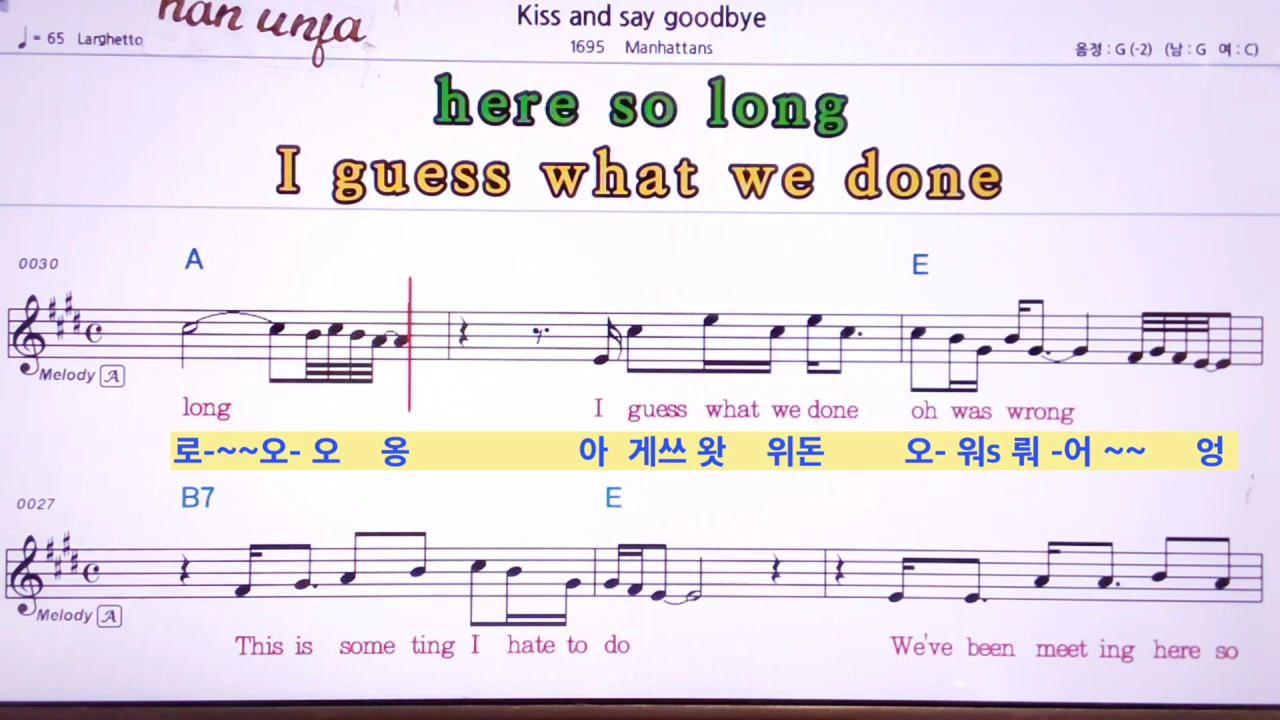 nan unja
Kiss and say goodbye
♩= 65 Larghetto
1695 Manhattans
음정 : G (-2) (남 : G 여 : C)
here so long
I guess what we done
0030
A
E
Melody A
long I guess what we done oh was wrong
로-~~오- 오 옹 아 게쓰 왓 위돈 오- 워s 뤄 -어 ~~ 엉
0027
B7
E
Melody A
This is some ting I hate to do We've been meet ing here so